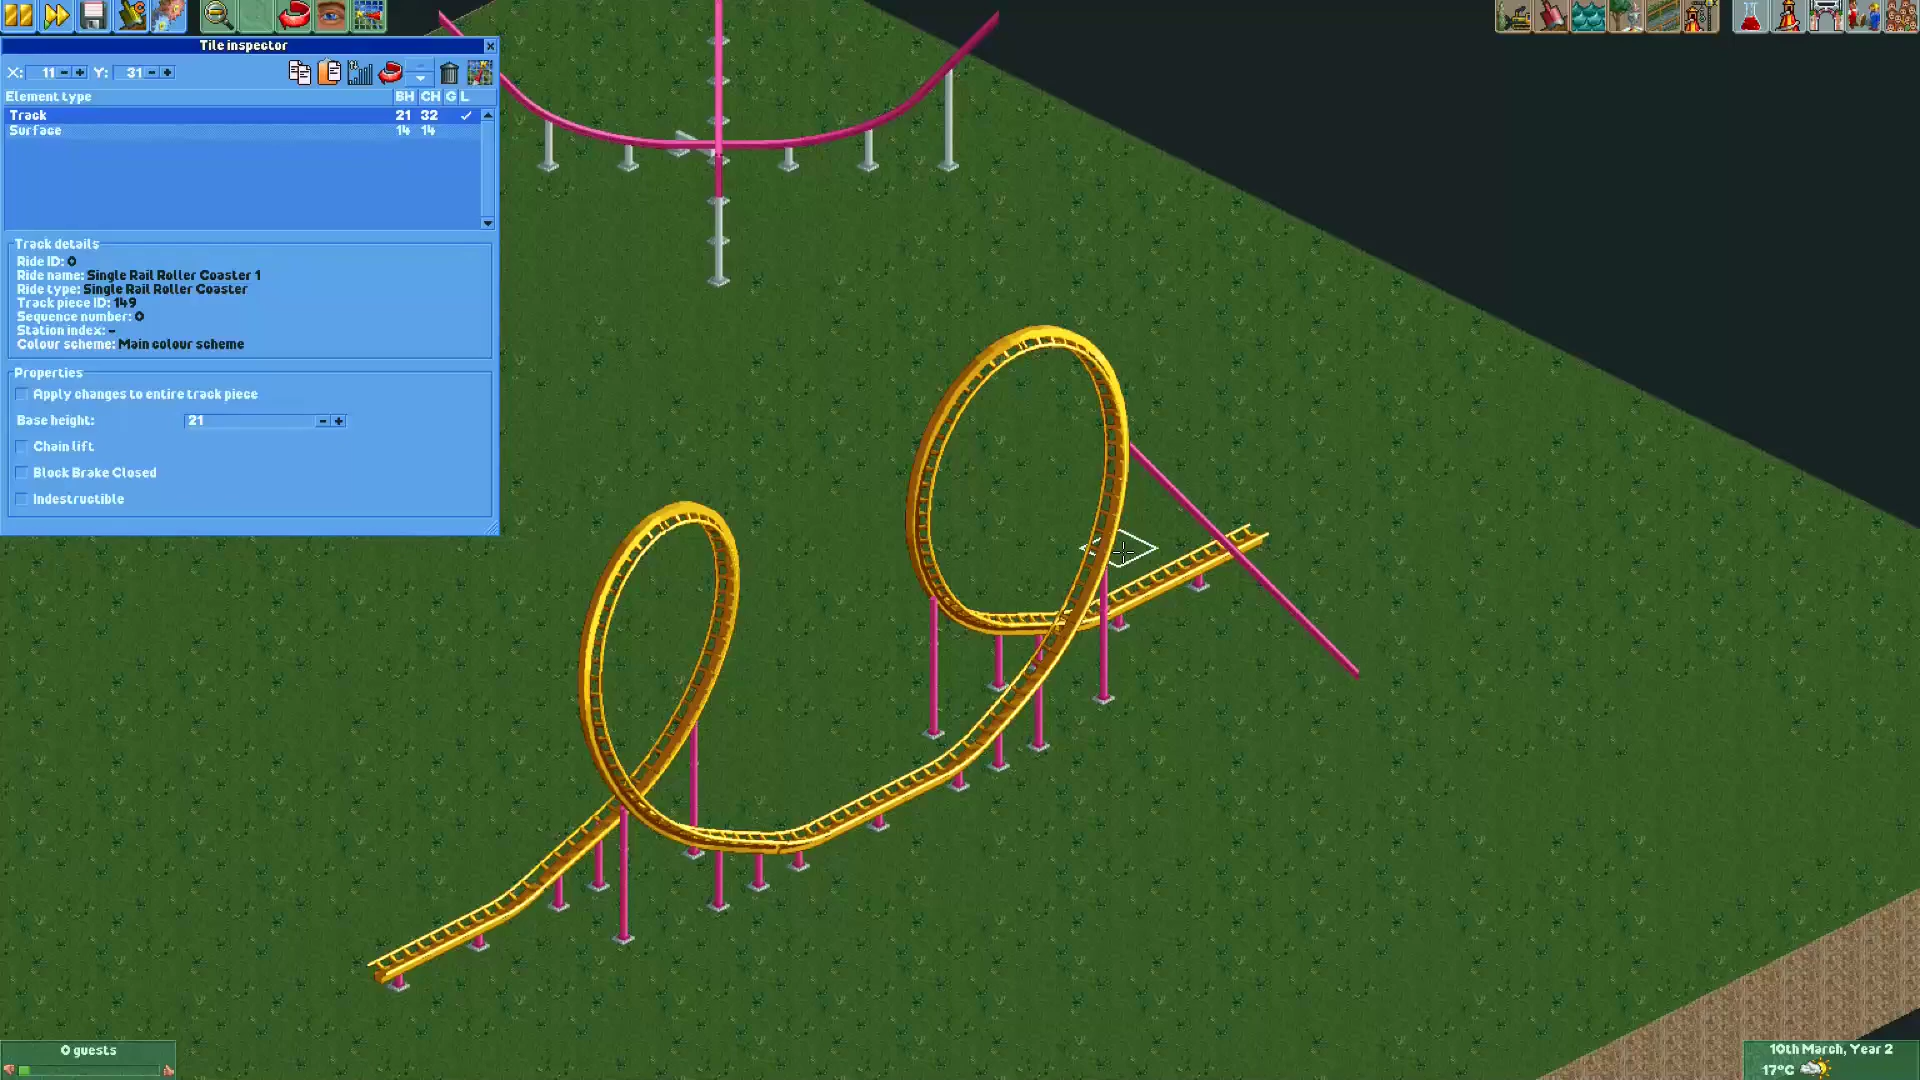 Tile inspector
X: 11 - + Y: 31 - +
Element type BH CH G L
Track 21 32 ✓
Surface 14 14
Track details
Ride ID: 0
Ride name: Single Rail Roller Coaster 1
Ride type: Single Rail Roller Coaster
Track piece ID: 149
Sequence number: 0
Station index: -
Colour scheme: Main colour scheme
Properties
Apply changes to entire track piece
Base height: 21 - +
Chain lift
Block Brake Closed
Indestructible
0 guests
10th March, Year 2
17°C